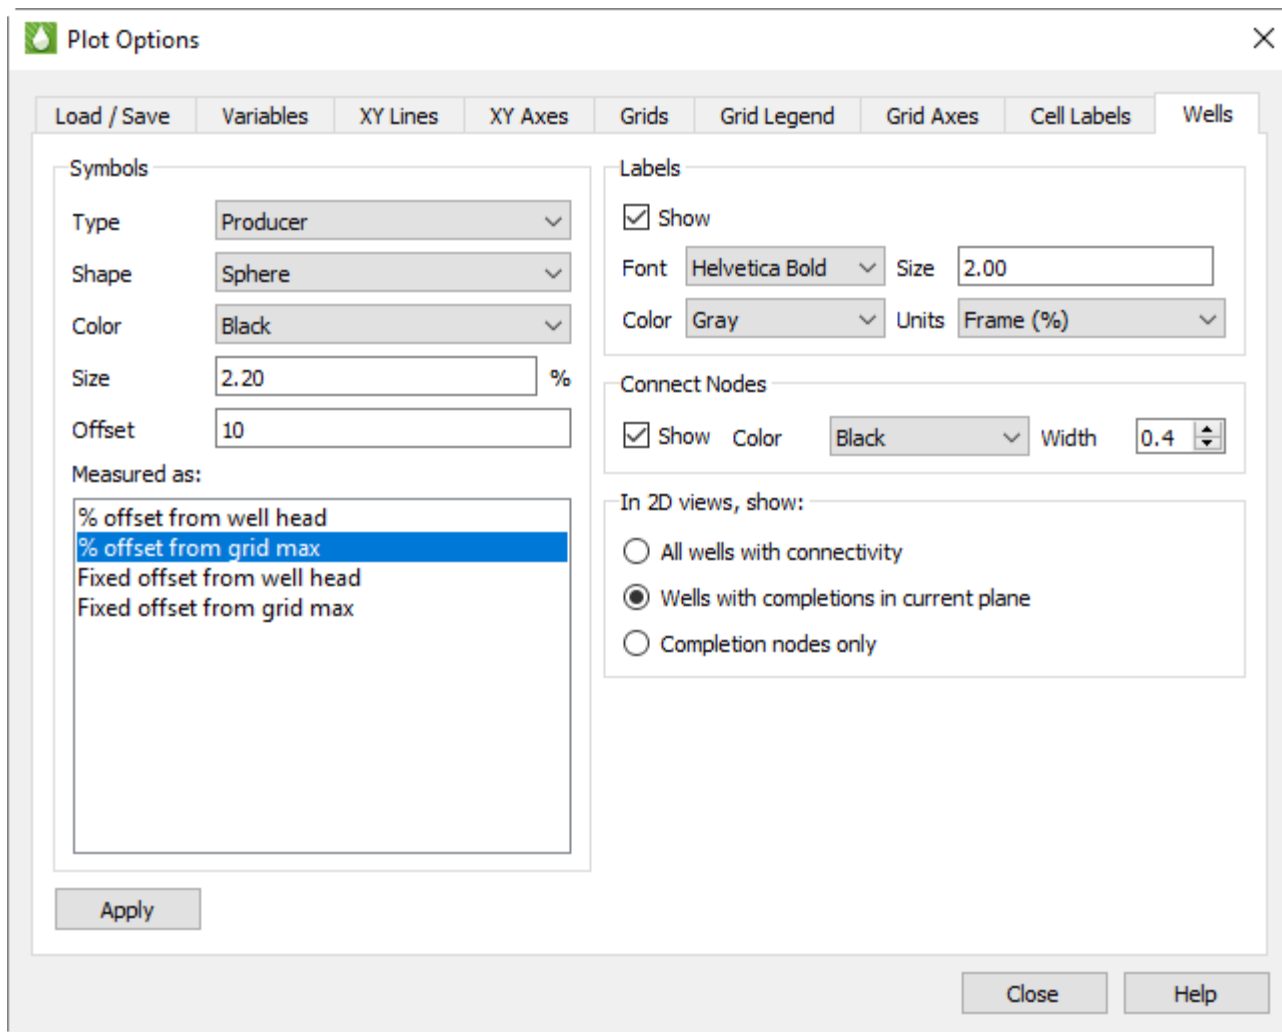 Plot Options
Load / Save Variables XY Lines XY Axes Grids Grid Legend Grid Axes Cell Labels Wells
Symbols
Type Producer
Shape Sphere
Color Black
Size 2.20 %
Offset 10
Measured as:
% offset from well head
% offset from grid max
Fixed offset from well head
Fixed offset from grid max
Apply
Labels
Show
Font Helvetica Bold Size 2.00
Color Gray Units Frame (%)
Connect Nodes
Show Color Black Width 0.4
In 2D views, show:
All wells with connectivity
Wells with completions in current plane
Completion nodes only
Close Help